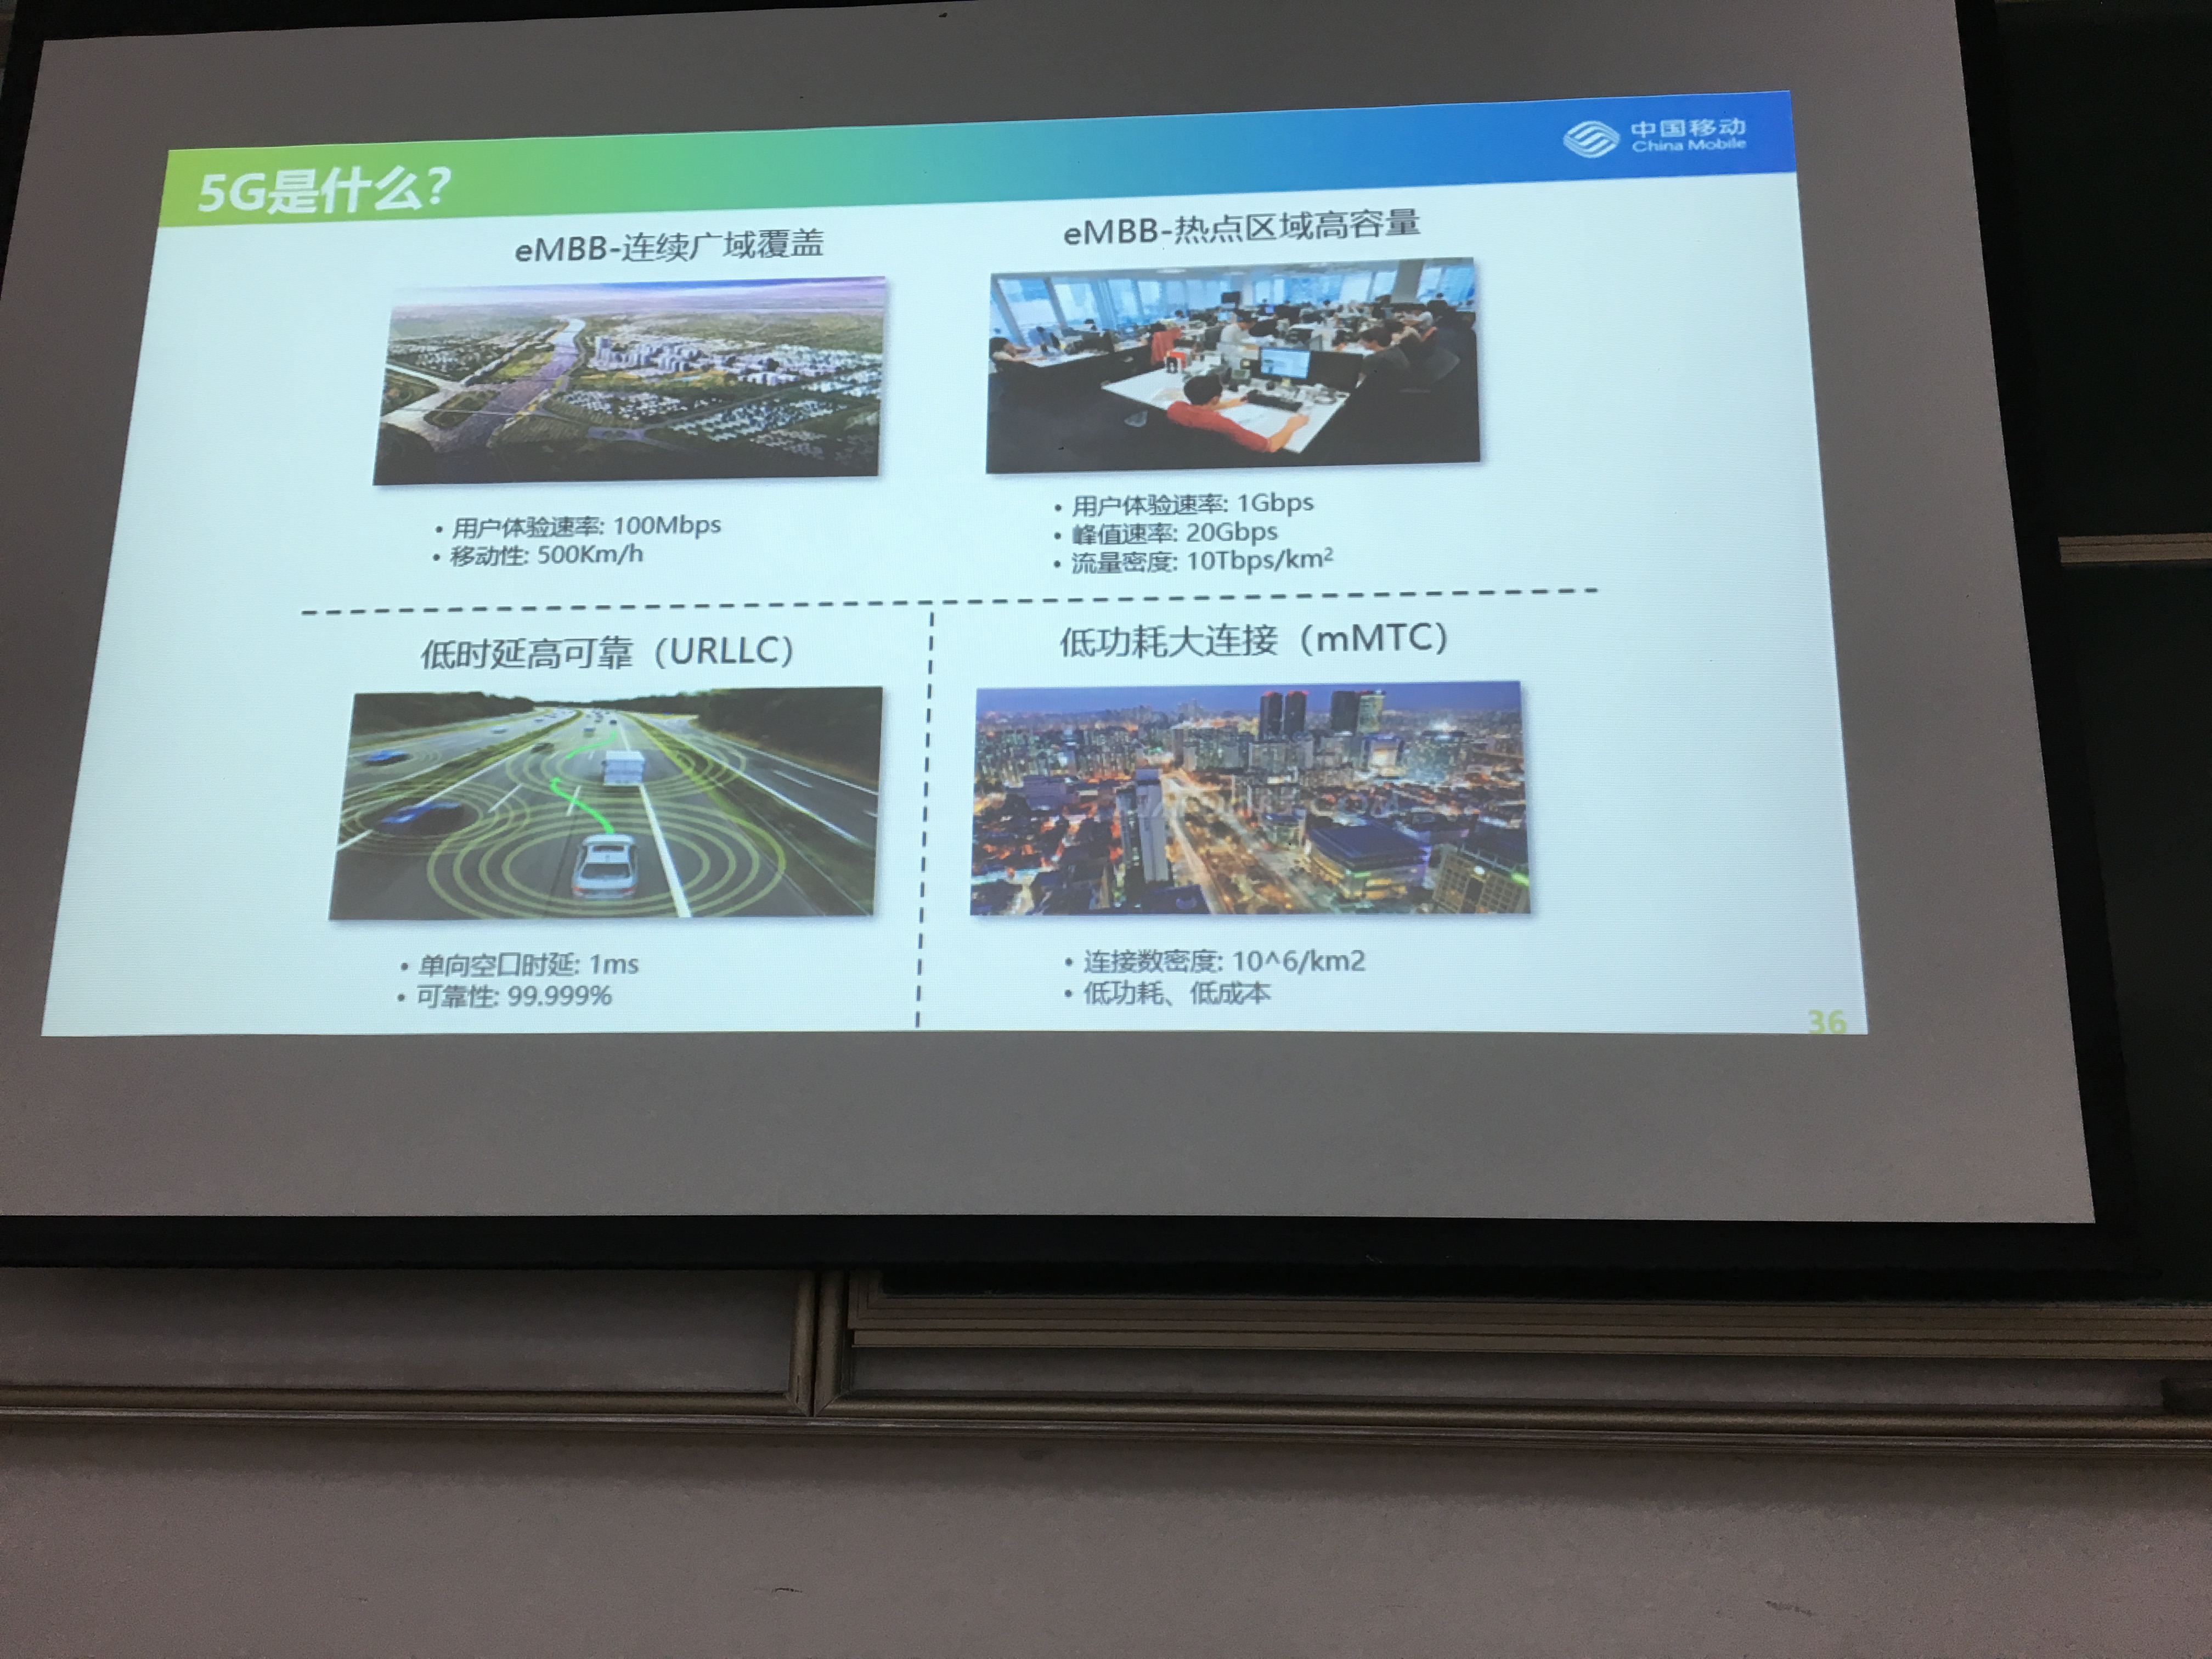 中国移动
China Mobile
5G是什么?
eMBB-连续广域覆盖
eMBB-热点区域高容量
• 用户体验速率: 100Mbps
• 移动性: 500Km/h
• 用户体验速率: 1Gbps
• 峰值速率: 20Gbps
• 流量密度: 10Tbps/km²
低时延高可靠（URLLC）
低功耗大连接（mMTC）
• 单向空口时延: 1ms
• 可靠性: 99.999%
• 连接数密度: 10^6/km2
• 低功耗、低成本
36